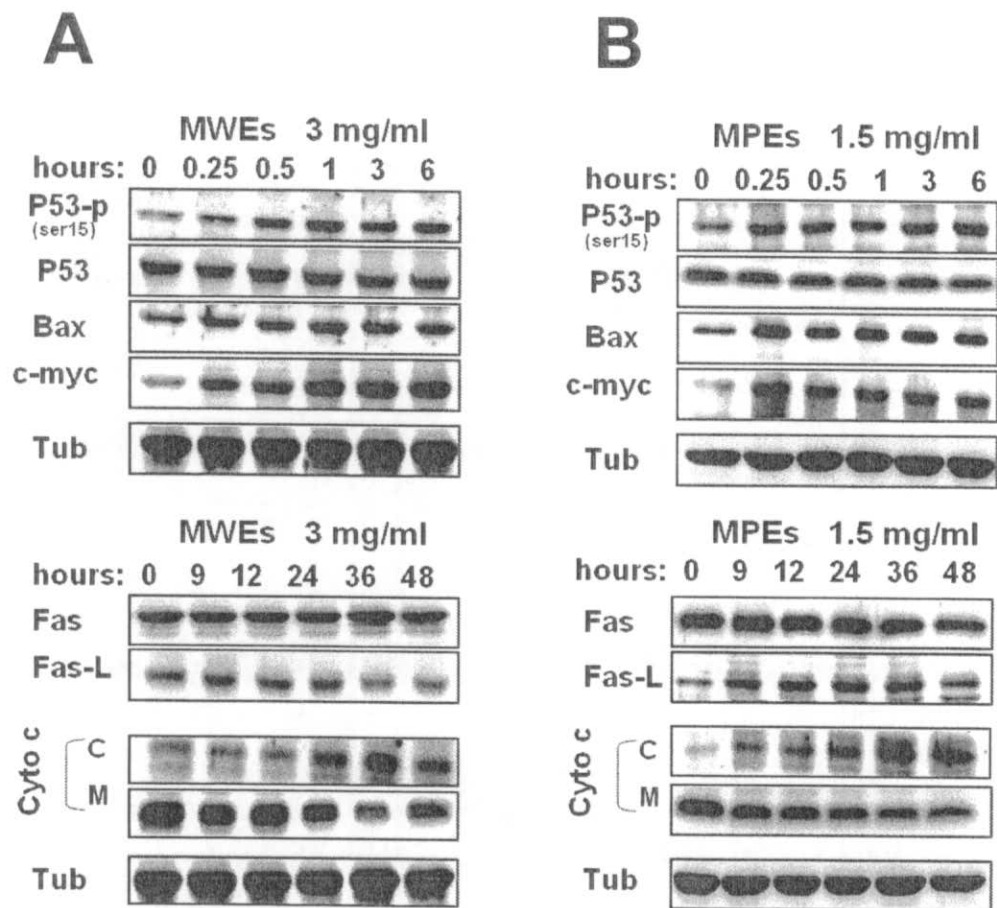 A
MWEs 3 mg/ml
hours: 0 0.25 0.5 1 3 6
P53-p
(ser15)
P53
Bax
c-myc
Tub
MWEs 3 mg/ml
hours: 0 9 12 24 36 48
Fas
Fas-L
Cyto c
C
M
Tub
B
MPEs 1.5 mg/ml
hours: 0 0.25 0.5 1 3 6
P53-p
(ser15)
P53
Bax
c-myc
Tub
MPEs 1.5 mg/ml
hours: 0 9 12 24 36 48
Fas
Fas-L
Cyto c
C
M
Tub